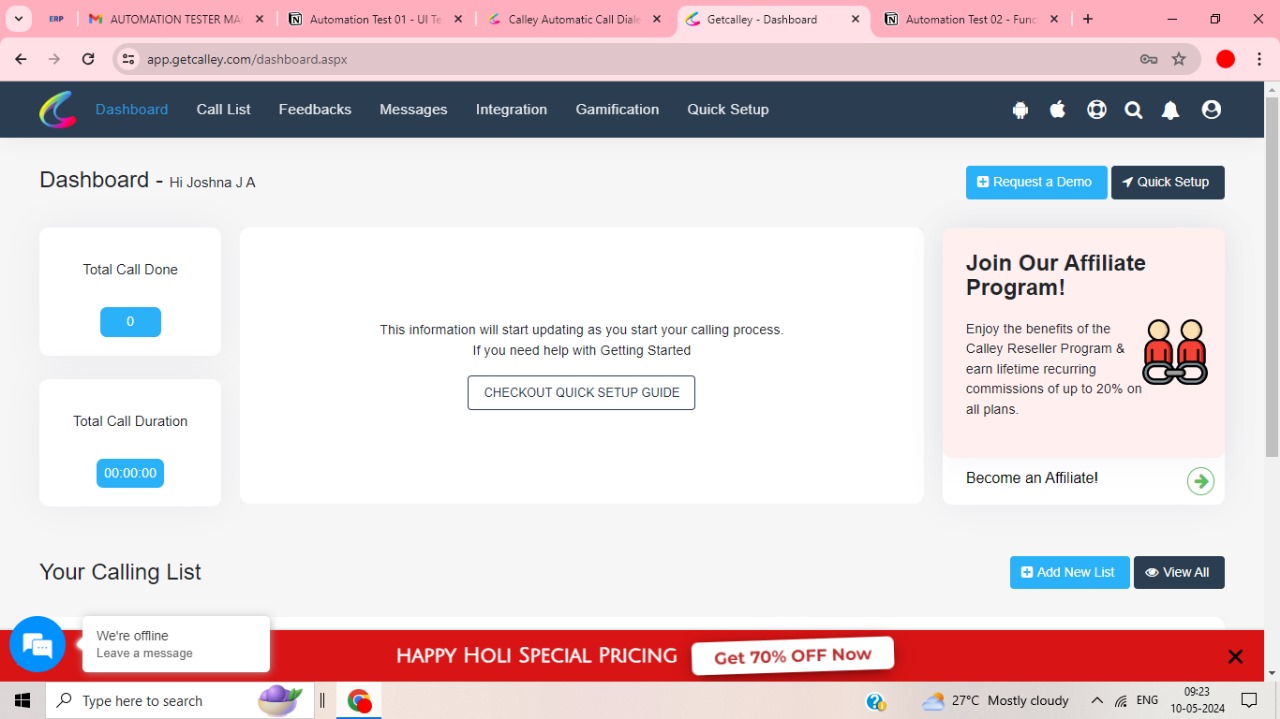 ERP
AUTOMATION TESTER MA
Automation Test 01 - UI Te
Calley Automatic Call Diale
Getcalley - Dashboard
Automation Test 02 - Func
app.getcalley.com/dashboard.aspx
Dashboard
Call List
Feedbacks
Messages
Integration
Gamification
Quick Setup
Dashboard - Hi Joshna J A
Request a Demo
Quick Setup
Total Call Done
0
Total Call Duration
00:00:00
This information will start updating as you start your calling process.
If you need help with Getting Started
CHECKOUT QUICK SETUP GUIDE
Join Our Affiliate
Program!
Enjoy the benefits of the
Calley Reseller Program &
earn lifetime recurring
commissions of up to 20% on
all plans.
Become an Affiliate!
Your Calling List
Add New List
View All
We're offline
Leave a message
HAPPY HOLI SPECIAL PRICING
Get 70% OFF Now
Type here to search
27°C Mostly cloudy
ENG
09:23
10-05-2024